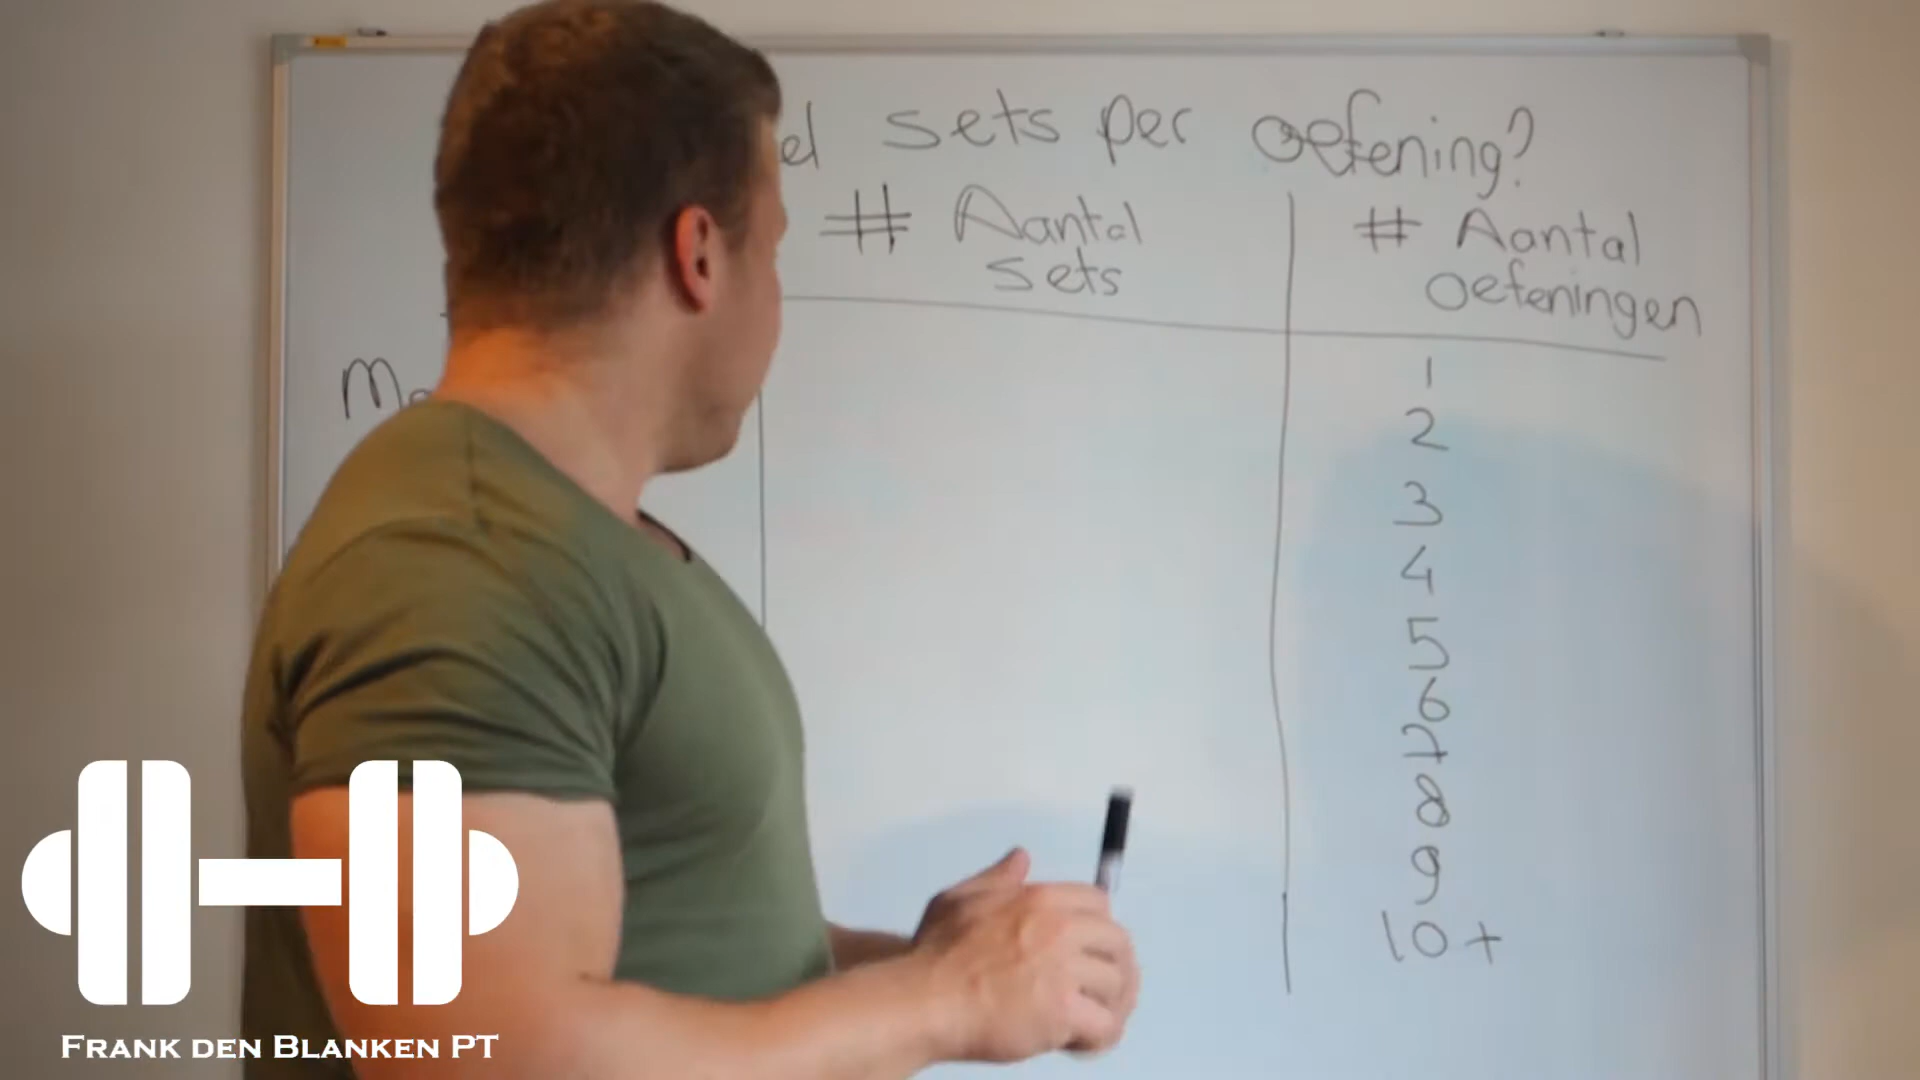 sets per oefening?
# Aantal sets
# Aantal oefeningen
1
2
3
4
5
6
7
8
9
10 +
FRANK DEN BLANKEN PT